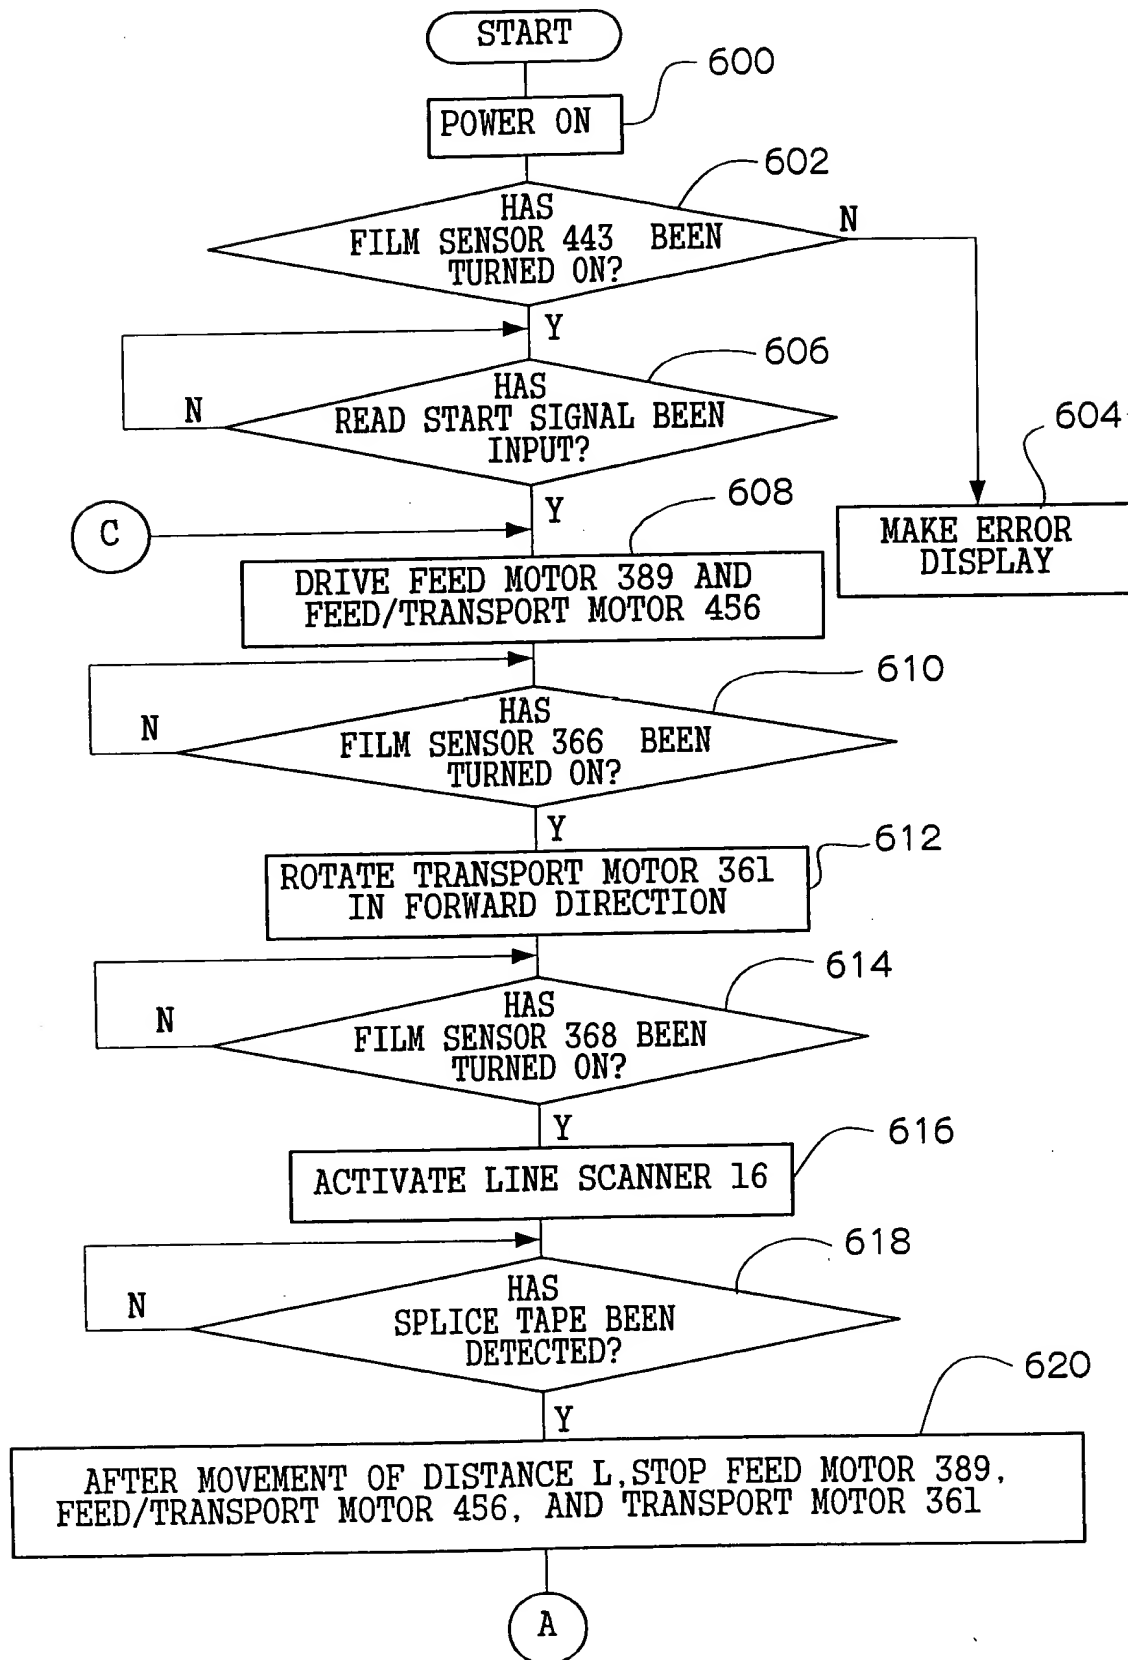 START
600
POWER ON
602
HAS
FILM SENSOR 443 BEEN
TURNED ON?
N
Y
606
HAS
READ START SIGNAL BEEN
INPUT?
N
604
Y
608
C
MAKE ERROR
DISPLAY
DRIVE FEED MOTOR 389 AND
FEED/TRANSPORT MOTOR 456
610
HAS
FILM SENSOR 366 BEEN
TURNED ON?
N
Y
612
ROTATE TRANSPORT MOTOR 361
IN FORWARD DIRECTION
614
HAS
FILM SENSOR 368 BEEN
TURNED ON?
N
Y
616
ACTIVATE LINE SCANNER 16
618
HAS
SPLICE TAPE BEEN
DETECTED?
N
Y
620
AFTER MOVEMENT OF DISTANCE L,STOP FEED MOTOR 389,
FEED/TRANSPORT MOTOR 456, AND TRANSPORT MOTOR 361
A